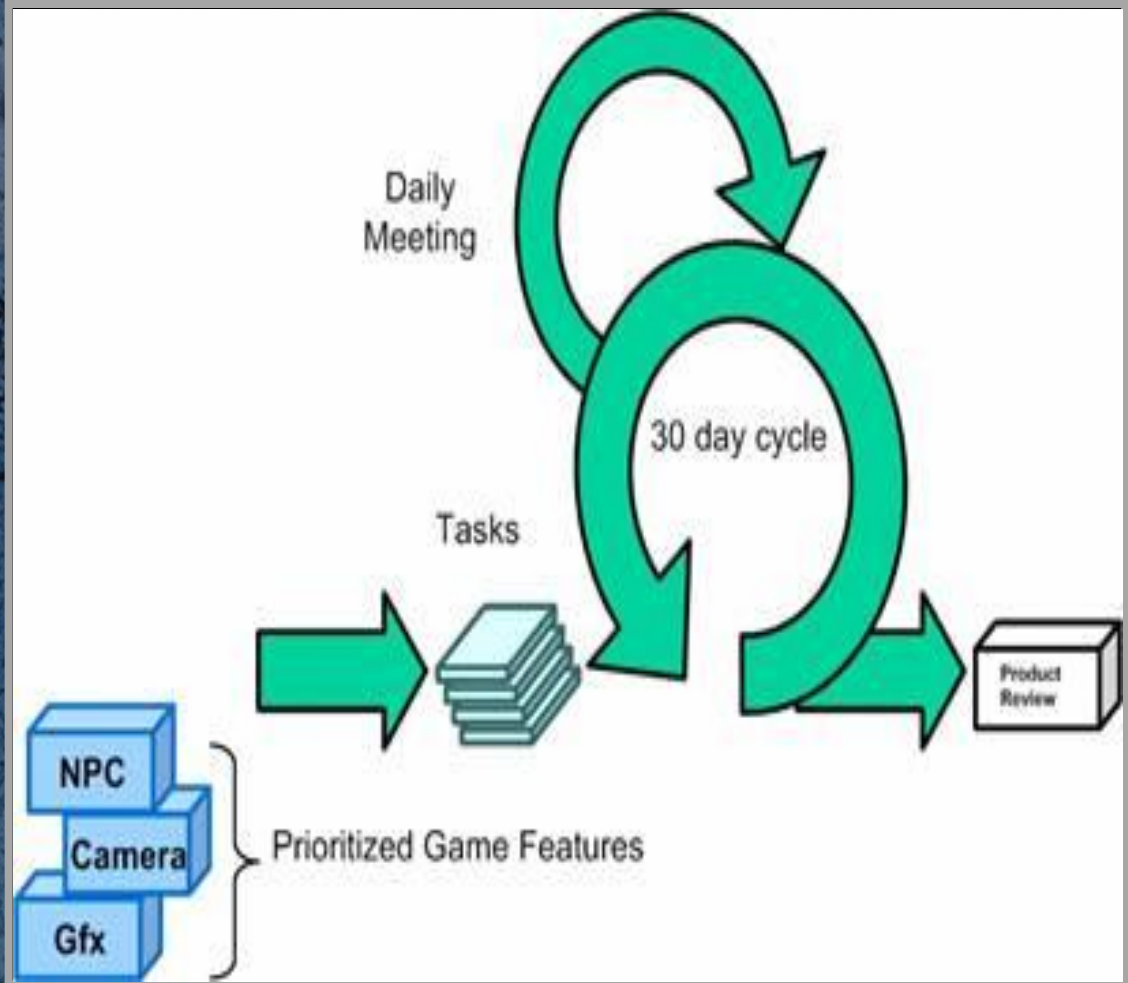 Daily
Meeting
30 day cycle
Tasks
Product
Review
NPC
Camera
Gfx
Prioritized Game Features